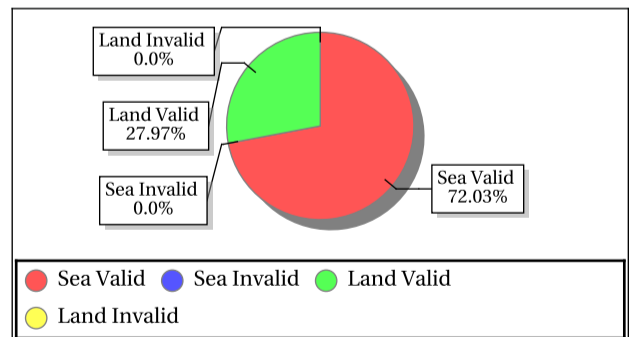 Land Invalid
0.0%
Land Valid
27.97%
Sea Invalid
0.0%
Sea Valid
72.03%
Sea Valid Sea Invalid Land Valid
Land Invalid